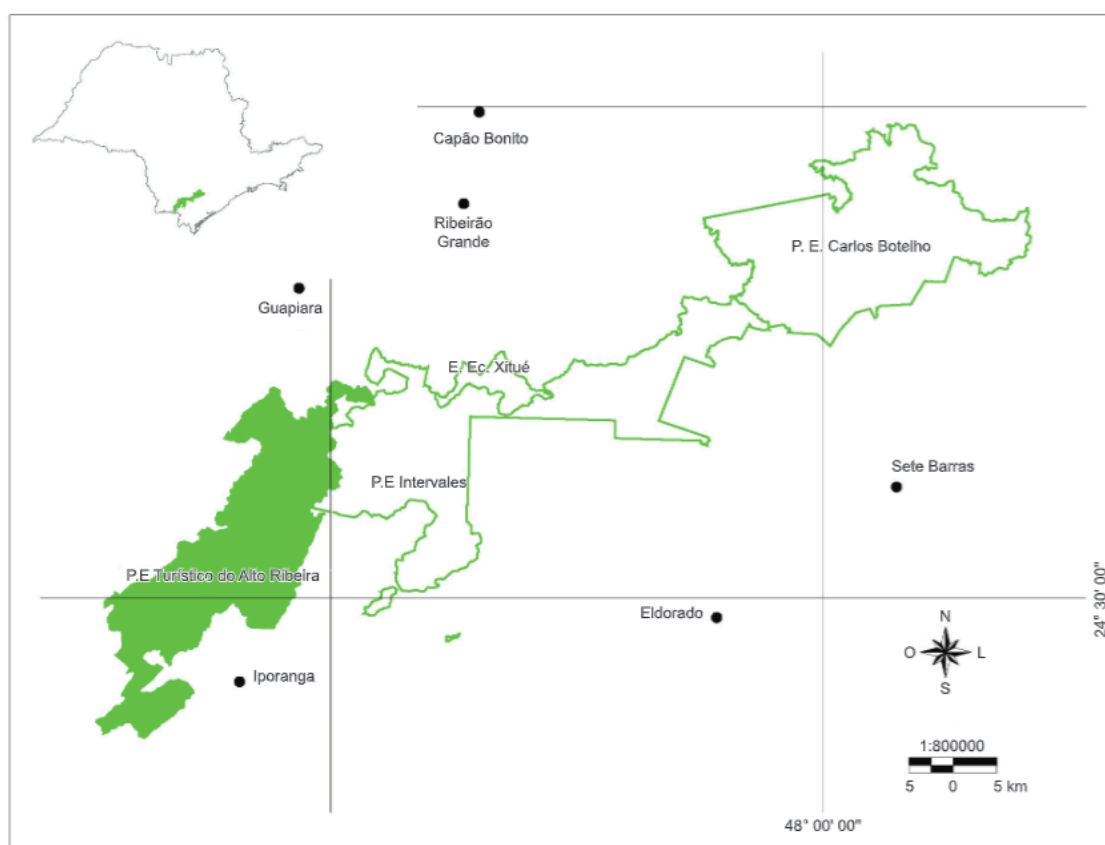 Capão Bonito
Ribeirão
Grande
P. E. Carlos Botelho
Guapiara
E. Ec. Xitué
Sete Barras
P.E Intervales
P.E Turístico do Alto Ribeira
Eldorado
24° 30' 00"
N
O L
S
Iporanga
1:800000
5 0 5 km
48° 00' 00"